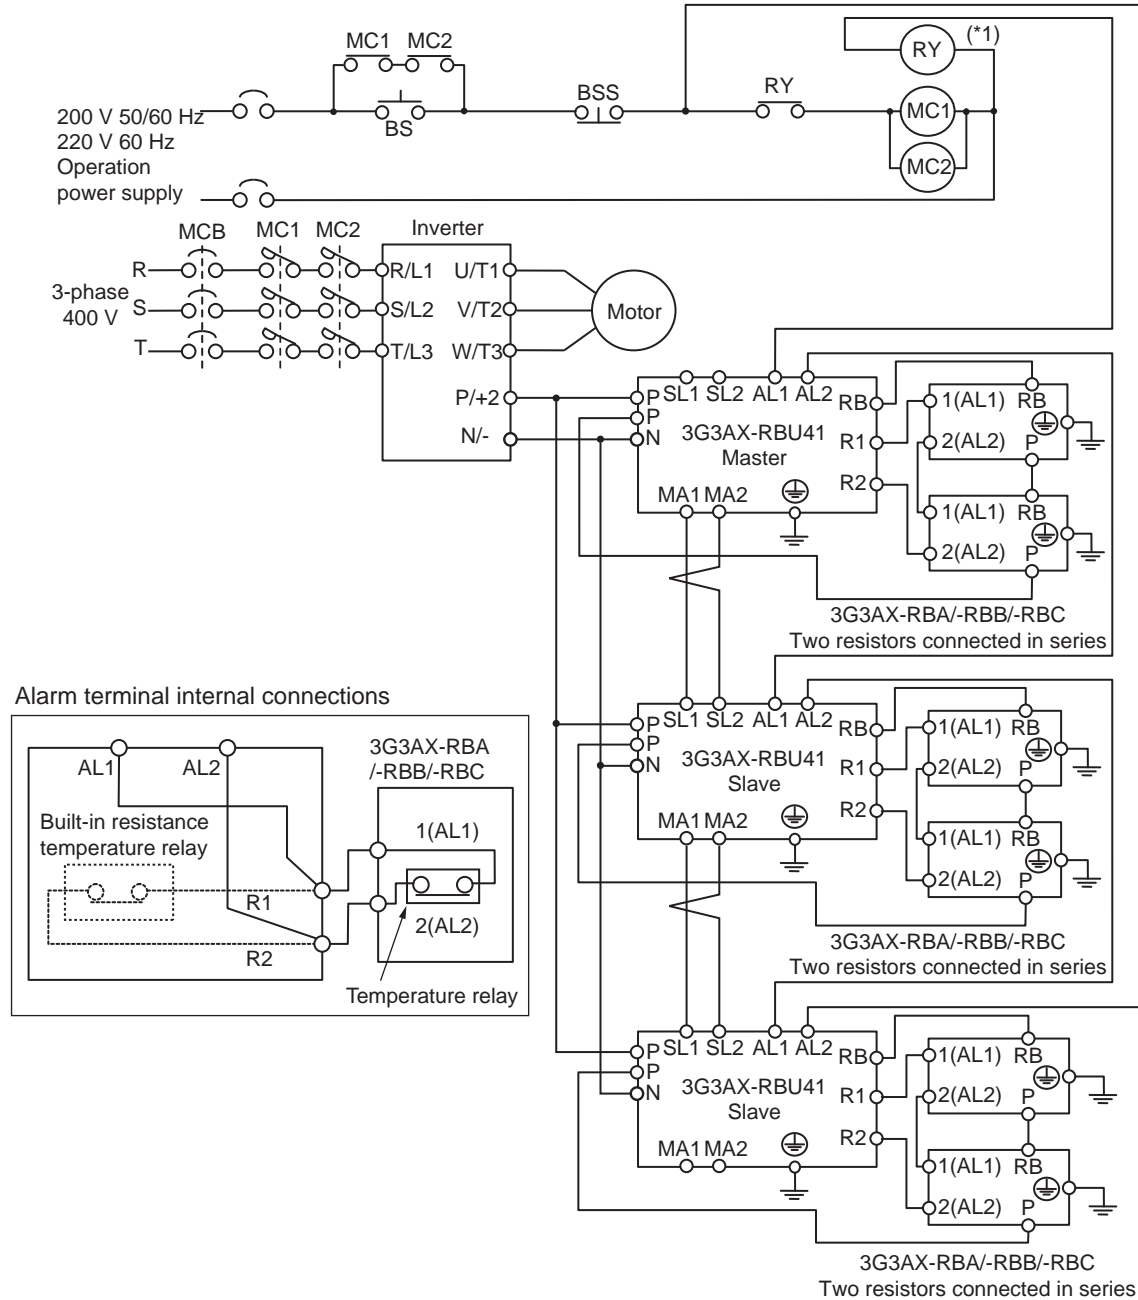 MC1 MC2
RY (*1)
BSS RY
200 V 50/60 Hz
220 V 60 Hz
Operation
power supply
BS
MC1
MC2
MCB MC1 MC2 Inverter
R R/L1 U/T1
3-phase
400 V
S S/L2 V/T2 Motor
T T/L3 W/T3
P/+2
N/-
P SL1 SL2 AL1 AL2 RB
P
N 3G3AX-RBU41
Master
R1
R2
MA1 MA2
1(AL1) RB
2(AL2) P
1(AL1) RB
2(AL2) P
3G3AX-RBA/-RBB/-RBC
Two resistors connected in series
P SL1 SL2 AL1 AL2 RB
P
N 3G3AX-RBU41
Slave
R1
R2
MA1 MA2
1(AL1) RB
2(AL2) P
1(AL1) RB
2(AL2) P
3G3AX-RBA/-RBB/-RBC
Two resistors connected in series
Alarm terminal internal connections
AL1 AL2
3G3AX-RBA
/-RBB/-RBC
Built-in resistance
temperature relay
1(AL1)
R1
2(AL2)
R2
Temperature relay
P SL1 SL2 AL1 AL2 RB
P
N 3G3AX-RBU41
Slave
R1
R2
MA1 MA2
1(AL1) RB
2(AL2) P
1(AL1) RB
2(AL2) P
3G3AX-RBA/-RBB/-RBC
Two resistors connected in series